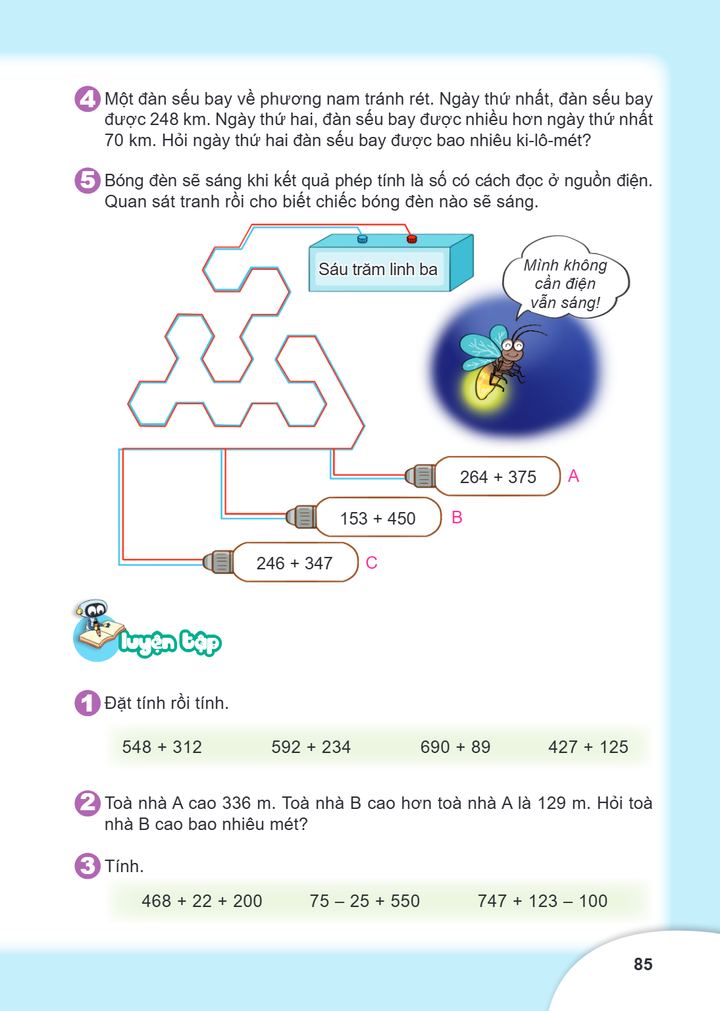 4 Một đàn sếu bay về phương nam tránh rét. Ngày thứ nhất, đàn sếu bay
được 248 km. Ngày thứ hai, đàn sếu bay được nhiều hơn ngày thứ nhất
70 km. Hỏi ngày thứ hai đàn sếu bay được bao nhiêu ki-lô-mét?
5 Bóng đèn sẽ sáng khi kết quả phép tính là số có cách đọc ở nguồn điện.
Quan sát tranh rồi cho biết chiếc bóng đèn nào sẽ sáng.
Sáu trăm linh ba
Mình không
cần điện
vẫn sáng!
264 + 375 A
153 + 450 B
246 + 347 C
luyện tập
1 Đặt tính rồi tính.
548 + 312 592 + 234 690 + 89 427 + 125
2 Toà nhà A cao 336 m. Toà nhà B cao hơn toà nhà A là 129 m. Hỏi toà
nhà B cao bao nhiêu mét?
3 Tính.
468 + 22 + 200 75 – 25 + 550 747 + 123 – 100
85